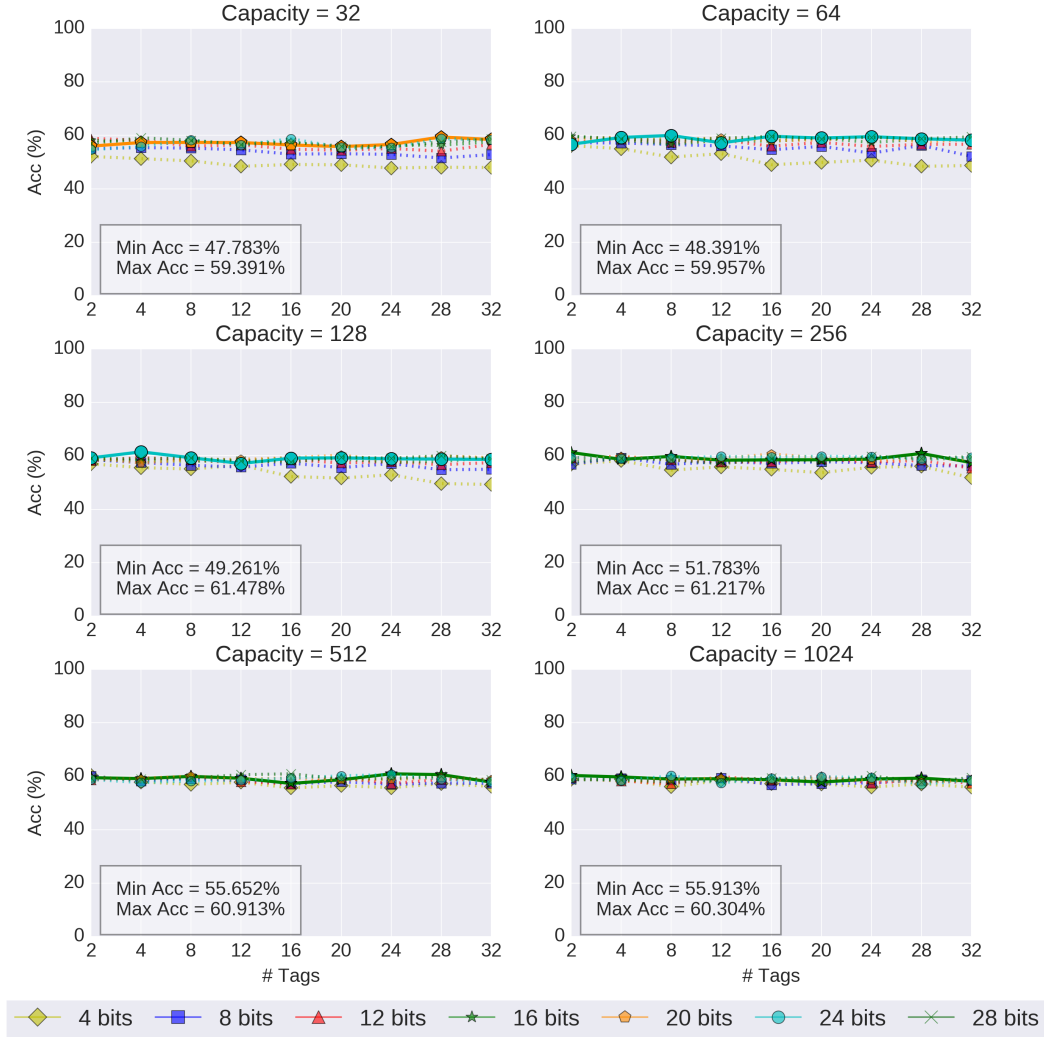 Capacity = 32
Capacity = 64
100
80
60
40
20
0
Acc (%)
Min Acc = 47.783%
Max Acc = 59.391%
2 4 8 12 16 20 24 28 32
100
80
60
40
20
0
Min Acc = 48.391%
Max Acc = 59.957%
2 4 8 12 16 20 24 28 32
Capacity = 128
Capacity = 256
100
80
60
40
20
0
Acc (%)
Min Acc = 49.261%
Max Acc = 61.478%
2 4 8 12 16 20 24 28 32
100
80
60
40
20
0
Min Acc = 51.783%
Max Acc = 61.217%
2 4 8 12 16 20 24 28 32
Capacity = 512
Capacity = 1024
100
80
60
40
20
0
Acc (%)
Min Acc = 55.652%
Max Acc = 60.913%
2 4 8 12 16 20 24 28 32
# Tags
100
80
60
40
20
0
Min Acc = 55.913%
Max Acc = 60.304%
2 4 8 12 16 20 24 28 32
# Tags
4 bits 8 bits 12 bits 16 bits 20 bits 24 bits 28 bits